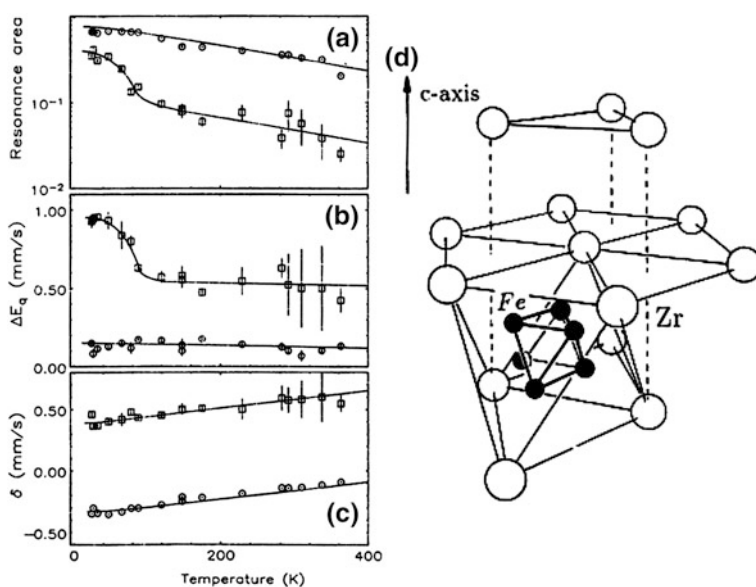 (a)
Resonance area
10⁻¹
10⁻²
(b)
ΔE_q (mm/s)
1.00
0.50
0.00
(c)
δ (mm/s)
0.50
0.00
−0.50
0
200
400
Temperature (K)
(d)
c-axis
Fe
Zr